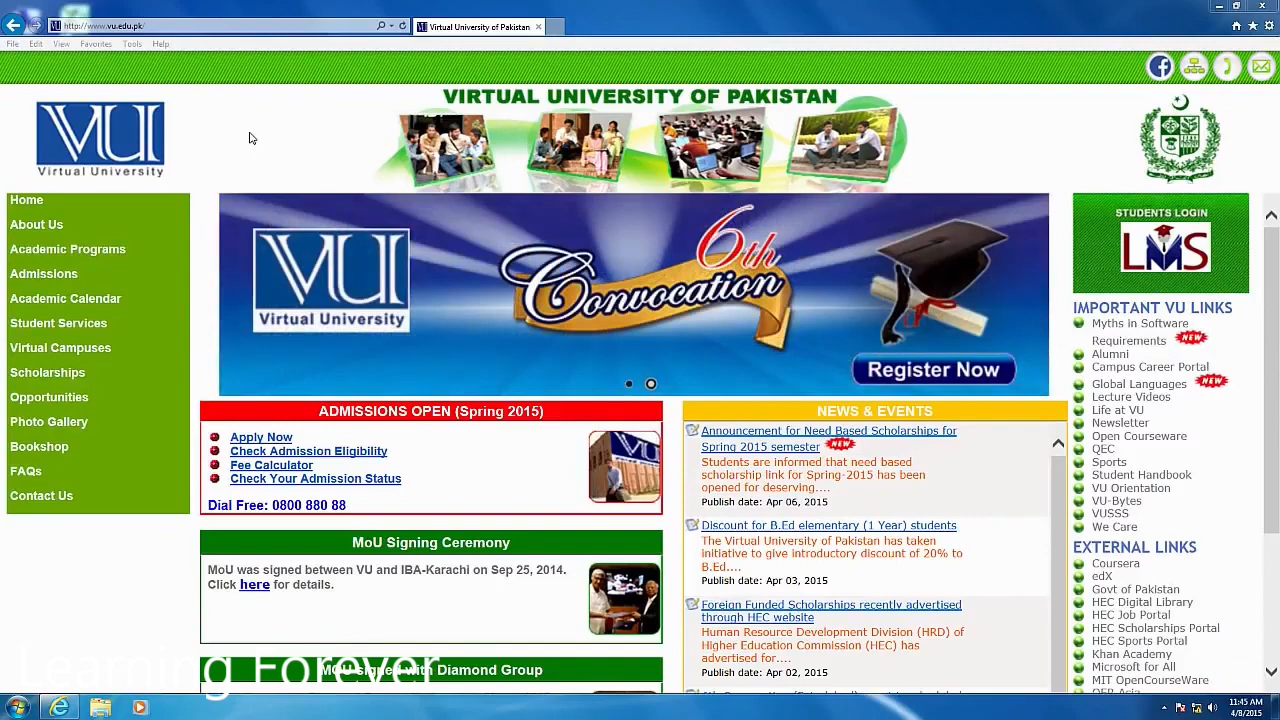 http://www.vu.edu.pk/
Virtual University of Pakistan
File Edit View Favorites Tools Help
VIRTUAL UNIVERSITY OF PAKISTAN
VU
Virtual University
Home
About Us
Academic Programs
Admissions
Academic Calendar
Student Services
Virtual Campuses
Scholarships
Opportunities
Photo Gallery
Bookshop
FAQs
Contact Us
VU
Virtual University
6th
Convocation
Register Now
STUDENTS LOGIN
LMS
ADMISSIONS OPEN (Spring 2015)
Apply Now
Check Admission Eligibility
Fee Calculator
Check Your Admission Status
Dial Free: 0800 880 88
MoU Signing Ceremony
MoU was signed between VU and IBA-Karachi on Sep 25, 2014.
Click here for details.
MoU signed with Diamond Group
NEWS & EVENTS
Announcement for Need Based Scholarships for
Spring 2015 semester NEW
Students are informed that need based
scholarship link for Spring-2015 has been
opened for deserving....
Publish date: Apr 06, 2015
Discount for B.Ed elementary (1 Year) students
The Virtual University of Pakistan has taken
initiative to give introductory discount of 20% to
B.Ed....
Publish date: Apr 03, 2015
Foreign Funded Scholarships recently advertised
through HEC website
Human Resource Development Division (HRD) of
Higher Education Commission (HEC) has
advertised for....
Publish date: Apr 02, 2015
IMPORTANT VU LINKS
Myths in Software
Requirements NEW
Alumni
Campus Career Portal
Global Languages NEW
Lecture Videos
Life at VU
Newsletter
Open Courseware
QEC
Sports
Student Handbook
VU Orientation
VU-Bytes
VUSSS
We Care
EXTERNAL LINKS
Coursera
edX
Govt of Pakistan
HEC Digital Library
HEC Job Portal
HEC Scholarships Portal
HEC Sports Portal
Khan Academy
Microsoft for All
MIT OpenCourseWare
earning Forever
11:45 AM
4/8/2015